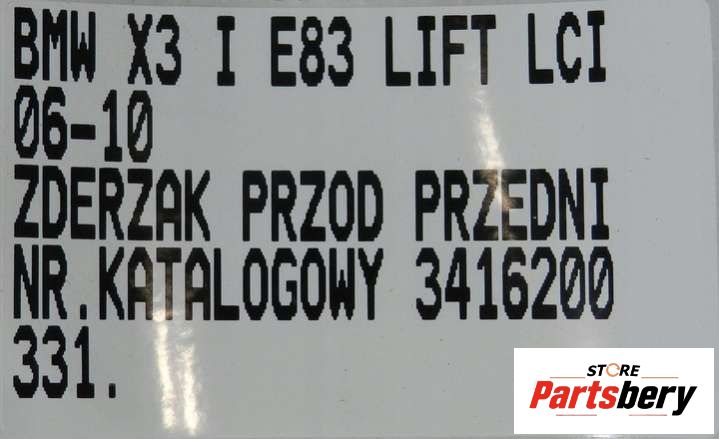 BMW X3 I E83 LIFT LCI
06-10
ZDERZAK PRZOD PRZEDNI
NR.KATALOGOWY 3416200
331.
STORE
Partsbery